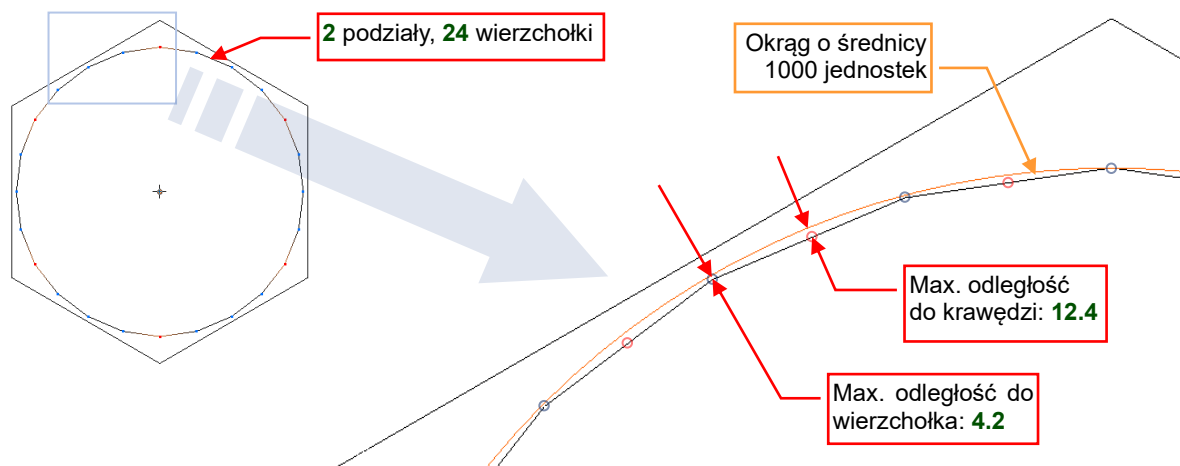 2 podziały, 24 wierzchołki
Okrąg o średnicy
1000 jednostek
Max. odległość
do krawędzi: 12.4
Max. odległość do
wierzchołka: 4.2